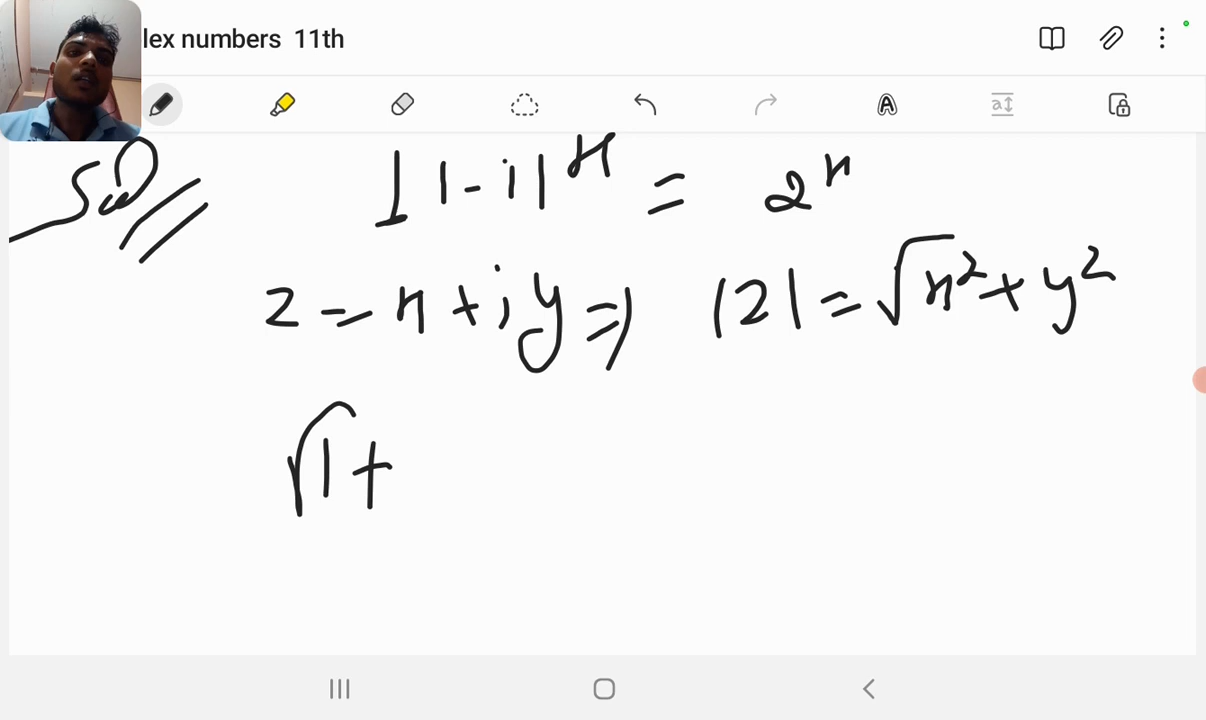 lex numbers 11th
Sol
|1-i|^x = 2^x
z = x + iy ⇒ |z| = √x²+y²
√1+